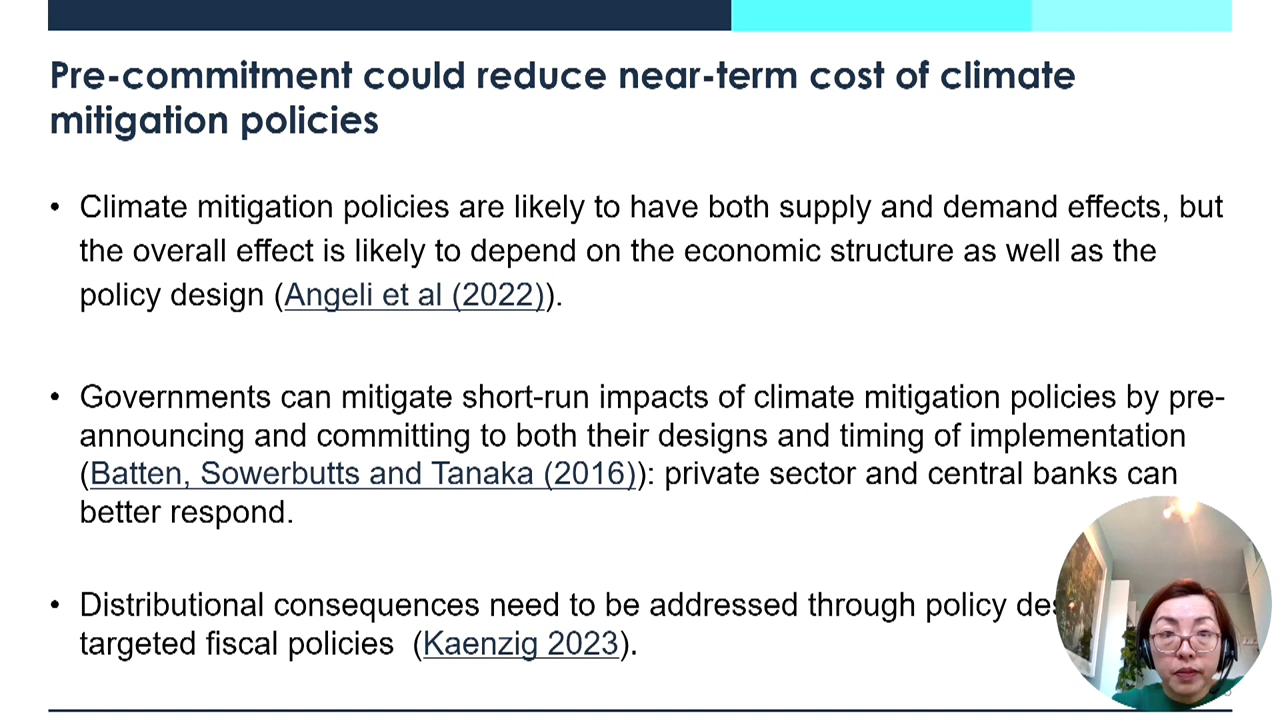 Pre-commitment could reduce near-term cost of climate
mitigation policies
• Climate mitigation policies are likely to have both supply and demand effects, but
the overall effect is likely to depend on the economic structure as well as the
policy design (Angeli et al (2022)).
• Governments can mitigate short-run impacts of climate mitigation policies by pre-
announcing and committing to both their designs and timing of implementation
(Batten, Sowerbutts and Tanaka (2016)): private sector and central banks can
better respond.
• Distributional consequences need to be addressed through policy
targeted fiscal policies (Kaenzig 2023).